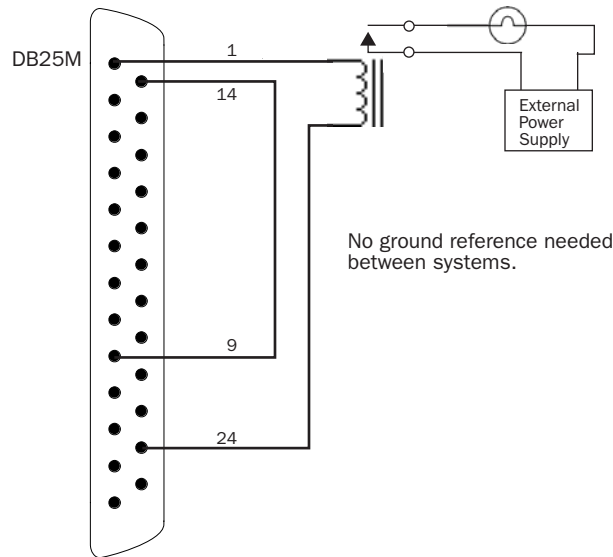 DB25M
1
14
External
Power
Supply
No ground reference needed
between systems.
9
24